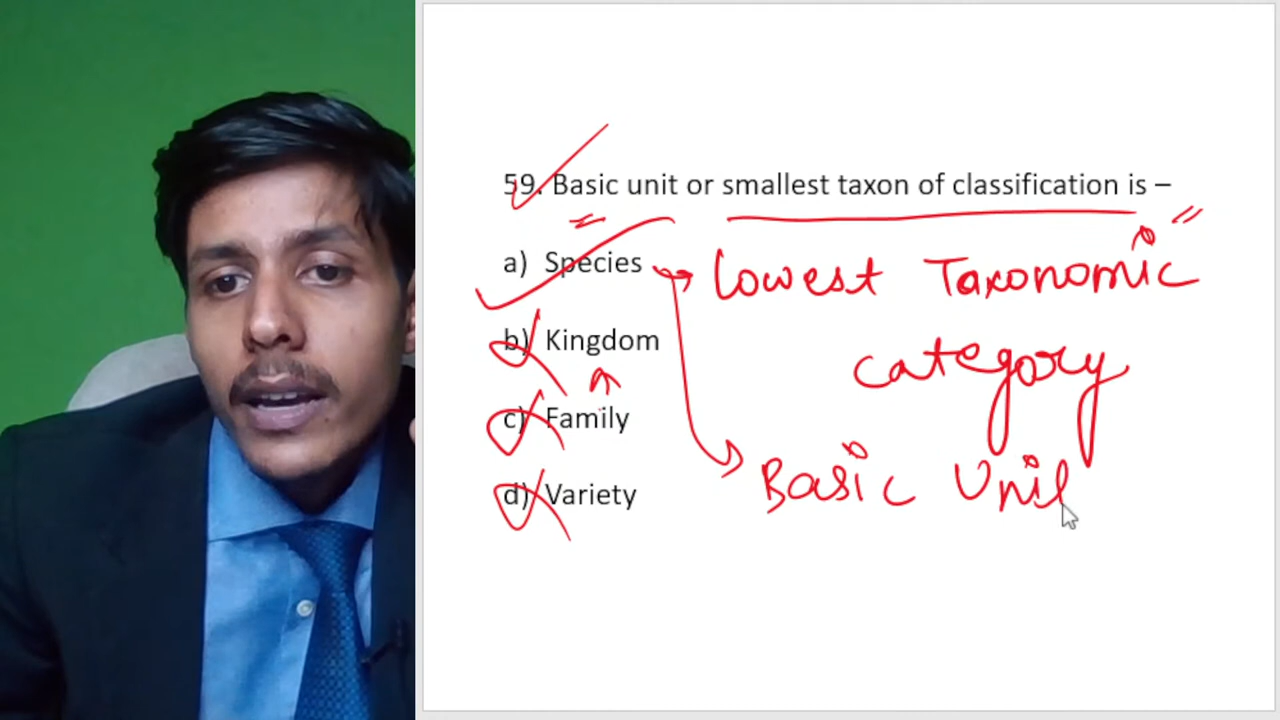 59. Basic unit or smallest taxon of classification is –
a) Species
Lowest Taxonomic
b) Kingdom
category
c) Family
d) Variety
Basic Unit